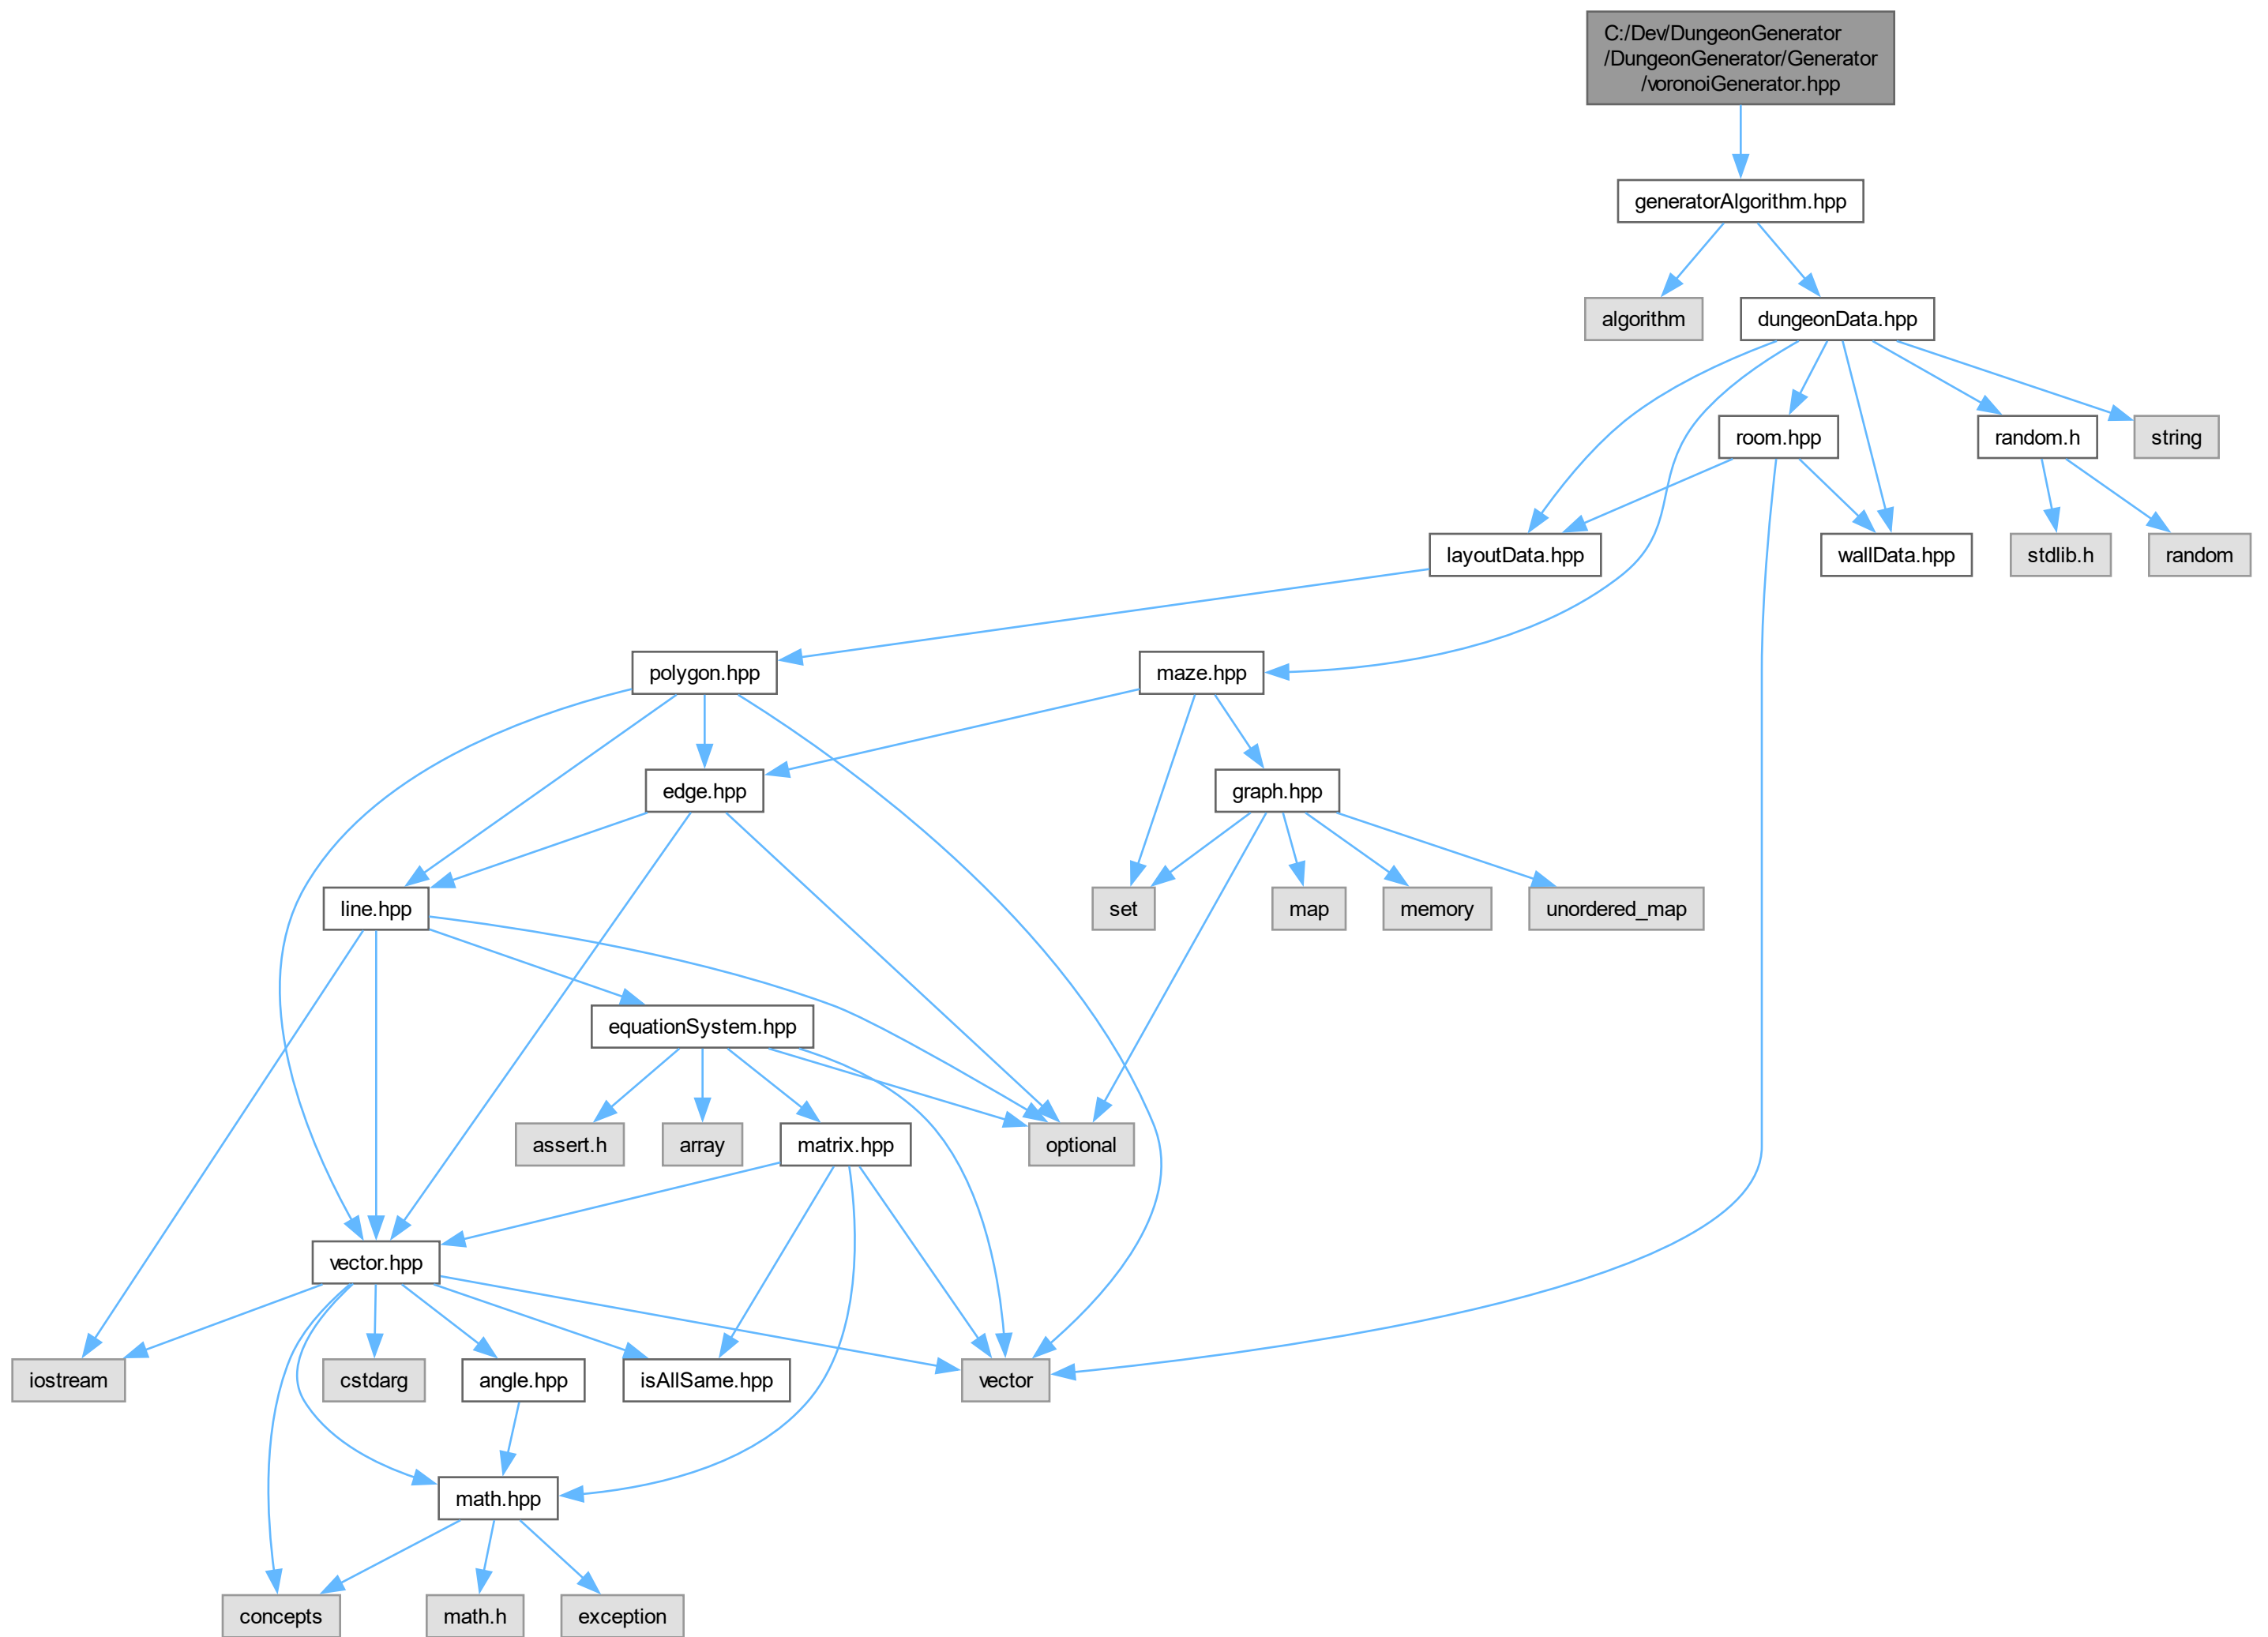 C:/Dev/DungeonGenerator
/DungeonGenerator/Generator
/voronoiGenerator.hpp
generatorAlgorithm.hpp
algorithm
dungeonData.hpp
room.hpp
random.h
string
layoutData.hpp
wallData.hpp
stdlib.h
random
polygon.hpp
maze.hpp
edge.hpp
graph.hpp
line.hpp
set
map
memory
unordered_map
equationSystem.hpp
assert.h
array
matrix.hpp
optional
vector.hpp
iostream
cstdarg
angle.hpp
isAllSame.hpp
vector
math.hpp
concepts
math.h
exception